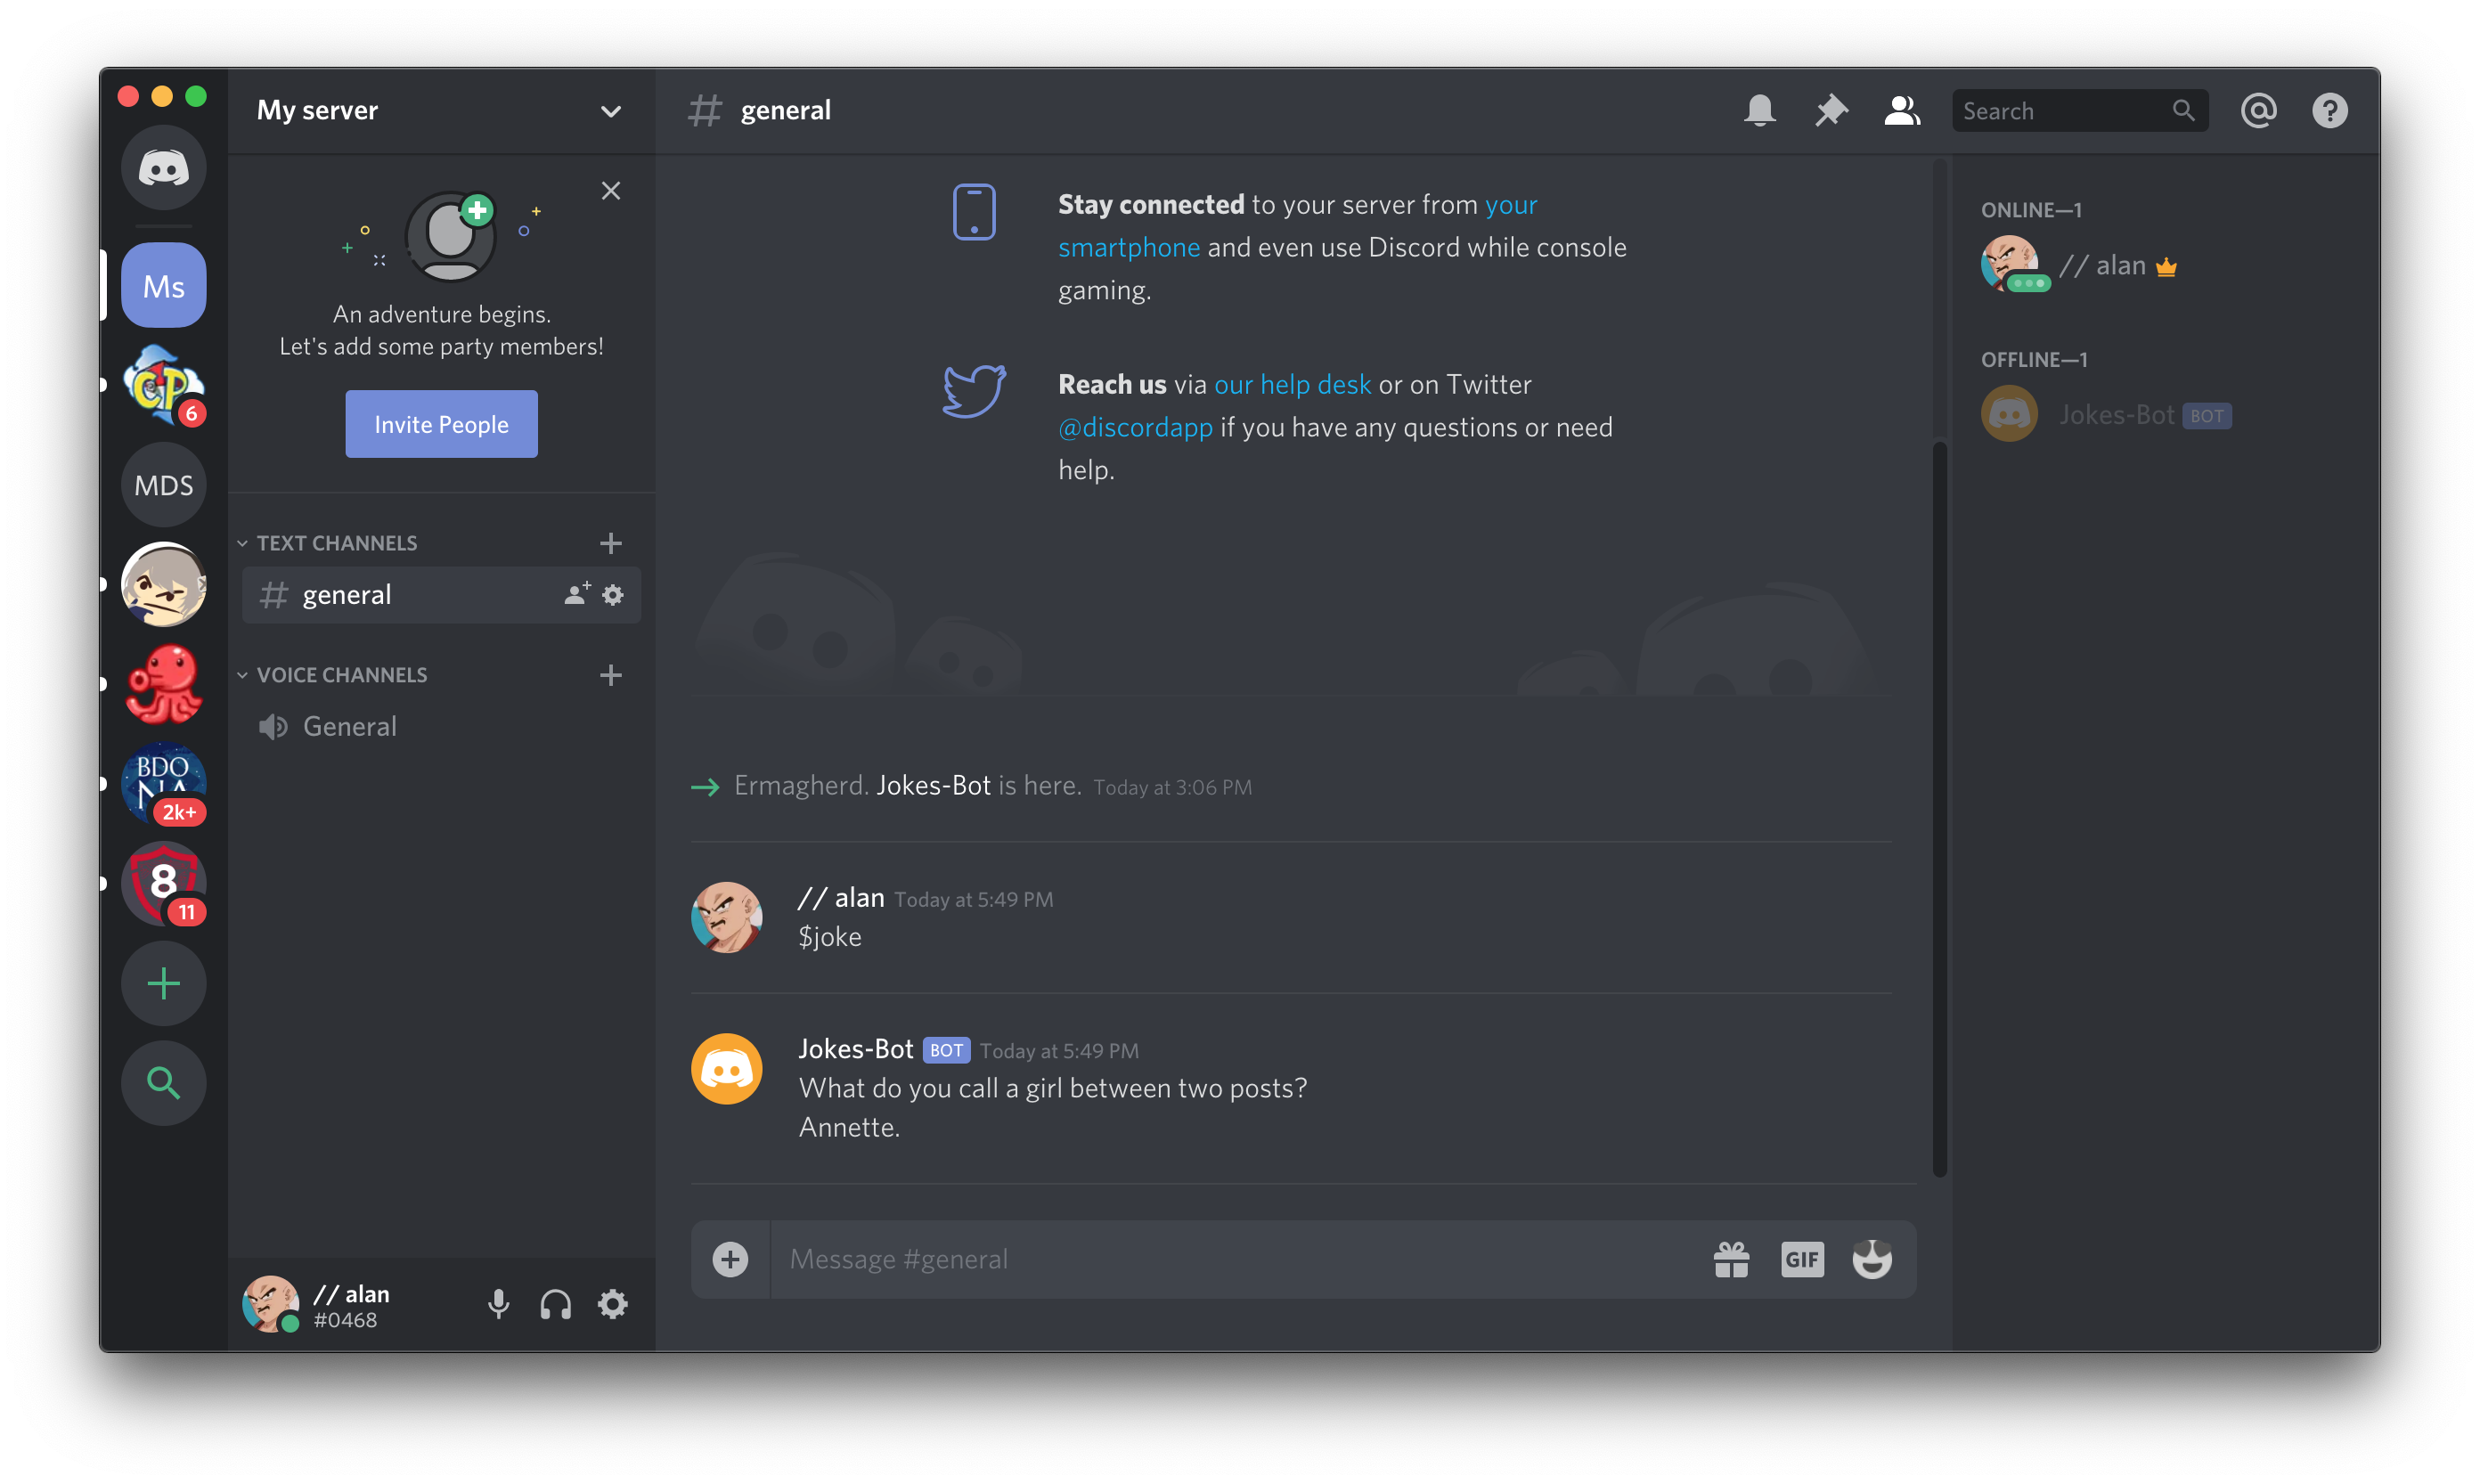 My server
# general
Search
Ms
CP
6
MDS
BDO
NA
2k+
8
11
An adventure begins.
Let's add some party members!
Invite People
TEXT CHANNELS
# general
VOICE CHANNELS
General
// alan
#0468
Stay connected to your server from your
smartphone and even use Discord while console
gaming.
Reach us via our help desk or on Twitter
@discordapp if you have any questions or need
help.
Ermagherd. Jokes-Bot is here. Today at 3:06 PM
// alan Today at 5:49 PM
$joke
Jokes-Bot BOT Today at 5:49 PM
What do you call a girl between two posts?
Annette.
Message #general
GIF
ONLINE—1
// alan
OFFLINE—1
Jokes-Bot BOT